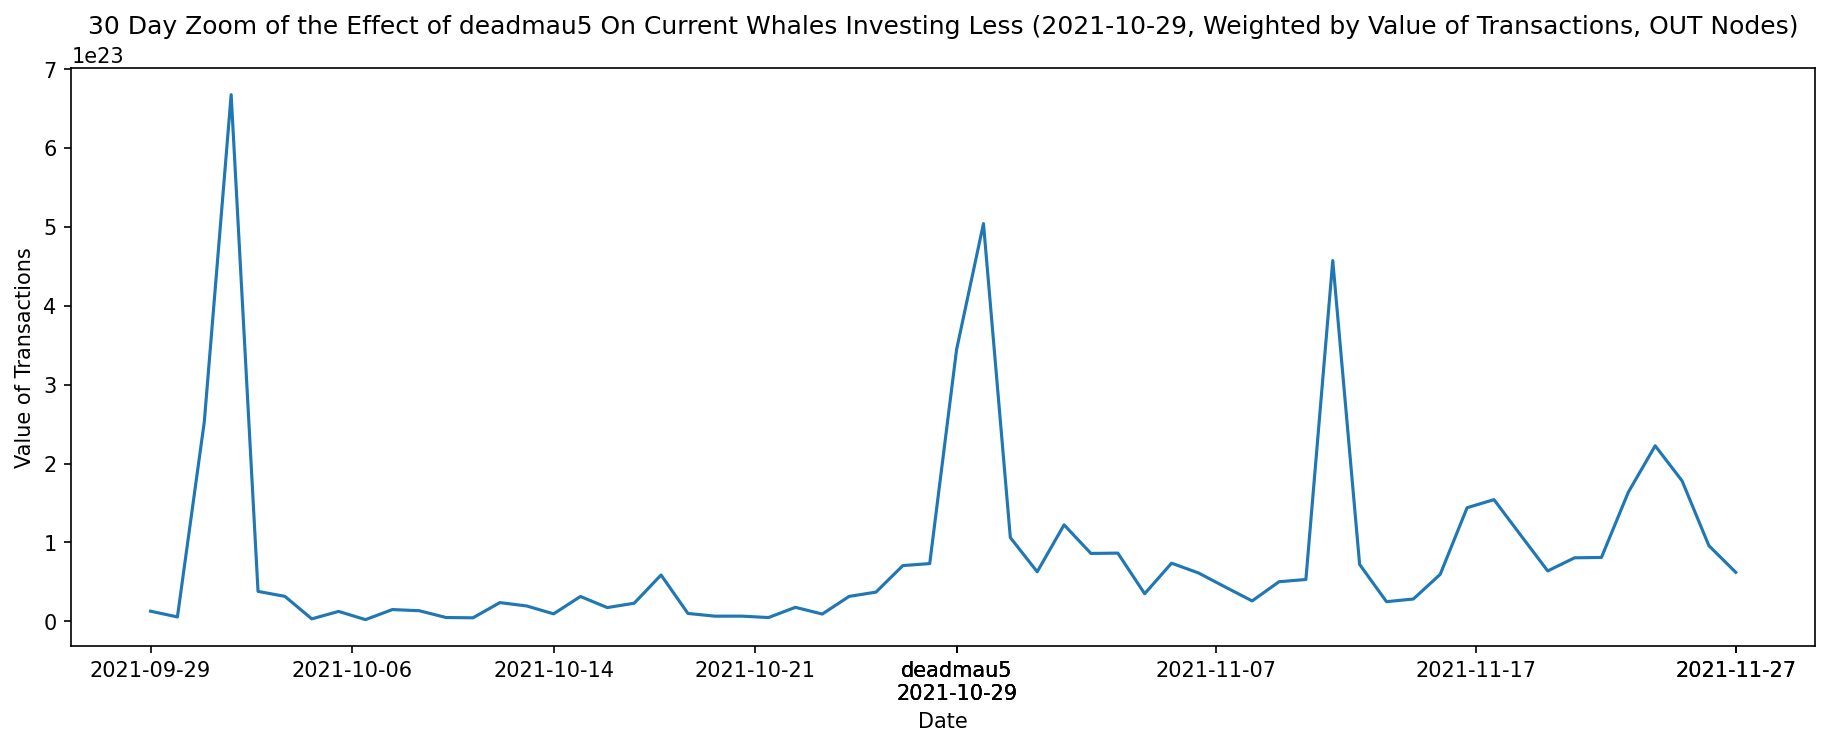 30 Day Zoom of the Effect of deadmau5 On Current Whales Investing Less (2021-10-29, Weighted by Value of Transactions, OUT Nodes)
1e23
7
6
5
4
3
2
1
0
Value of Transactions
2021-09-29 2021-10-06 2021-10-14 2021-10-21 deadmau5 2021-11-07 2021-11-17 2021-11-27
2021-10-29
Date